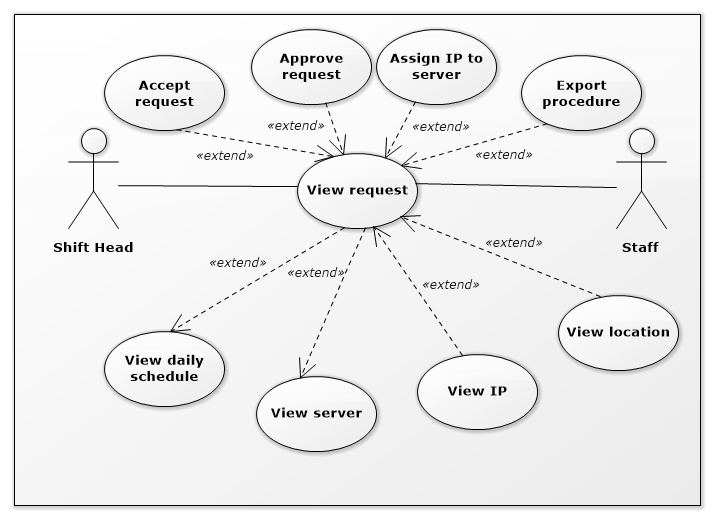 Approve
request
Assign IP to
server
Accept
request
Export
procedure
«extend»
«extend»
«extend»
«extend»
View request
Shift Head
Staff
«extend»
«extend»
«extend»
«extend»
View location
View daily
schedule
View IP
View server